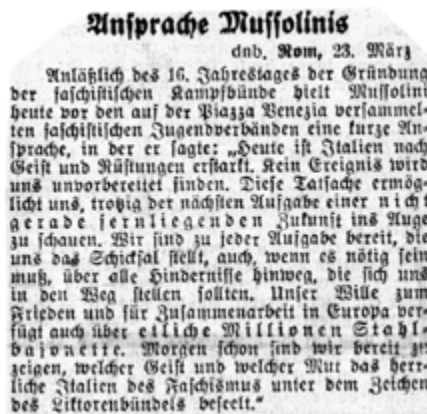 Ansprache Mussolinis
dnb. Rom, 23. März
Anläßlich des 16. Jahrestages der Gründung
der faschistischen Kampfbünde hielt Mussolini
heute vor den auf der Piazza Venezia versammel-
ten faschistischen Jugendverbänden eine kurze An-
sprache, in der er sagte: „Heute ist Italien nach
Geist und Rüstungen erstarkt. Kein Ereignis wird
uns unvorbereitet finden. Diese Tatsache ermög-
licht uns, trotzig der nächsten Aufgabe einer nicht
gerade fernliegenden Zukunft ins Auge
zu schauen. Wir sind zu jeder Aufgabe bereit, die
uns das Schicksal stellt, auch, wenn es nötig sein
muß, über alle Hindernisse hinweg, die sich uns
in den Weg stellen sollten. Unser Wille zum
Frieden und für Zusammenarbeit in Europa ver-
fügt auch über etliche Millionen Stahl-
bajonette. Morgen schon sind wir bereit zu
zeigen, welcher Geist und welcher Mut das herr-
liche Italien des Faschismus unter dem Zeichen
des Liktorenbündels beseelt.“